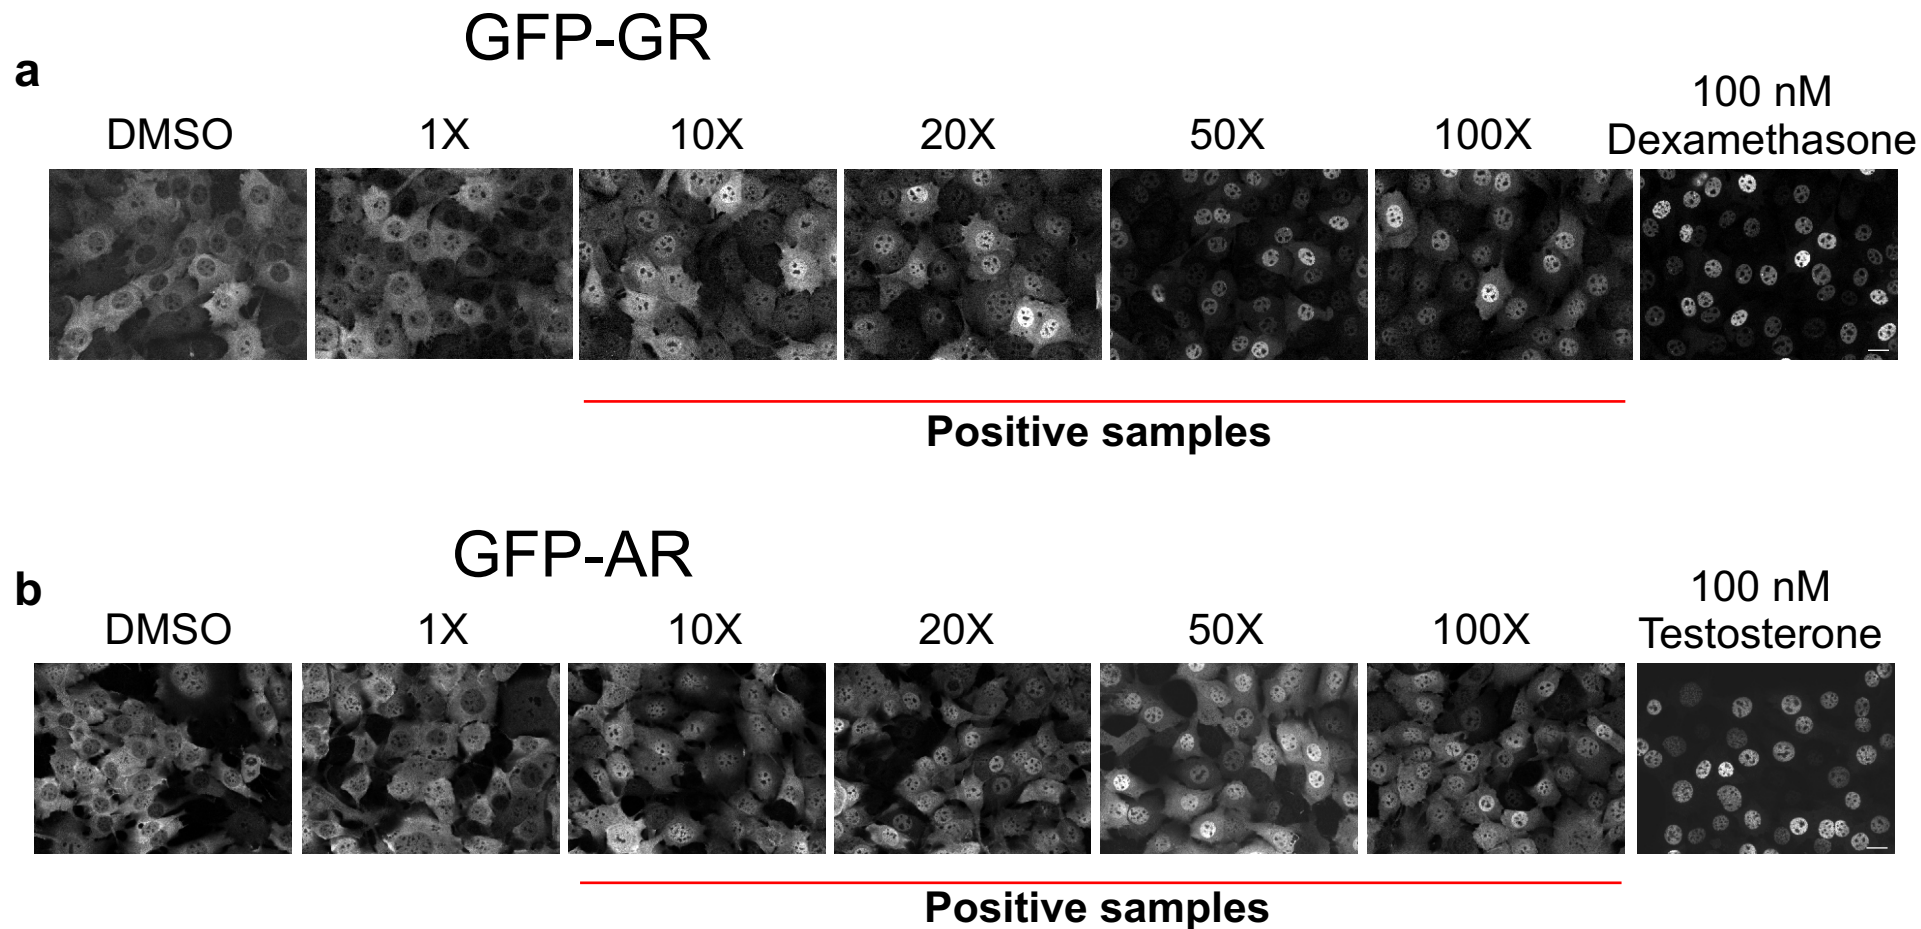 GFP-GR
a
DMSO 1X 10X 20X 50X 100X 100 nM
Dexamethasone
Positive samples
GFP-AR
b
DMSO 1X 10X 20X 50X 100X 100 nM
Testosterone
Positive samples